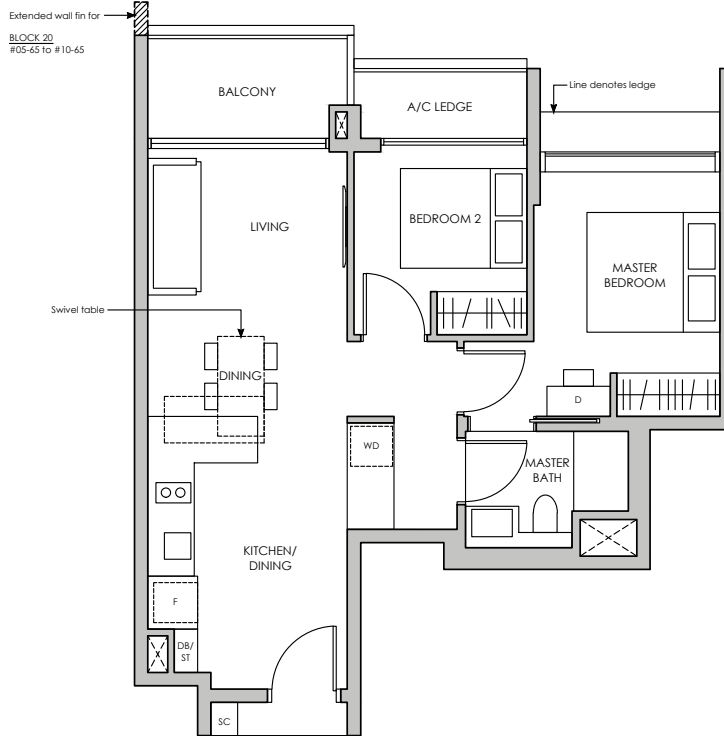 Extended wall fin for
BLOCK 20
#05-65 to #10-65
BALCONY
A/C LEDGE
Line denotes ledge
LIVING
BEDROOM 2
MASTER
BEDROOM
Swivel table
DINING
D
WD
MASTER
BATH
KITCHEN/
DINING
F
DB/
ST
SC